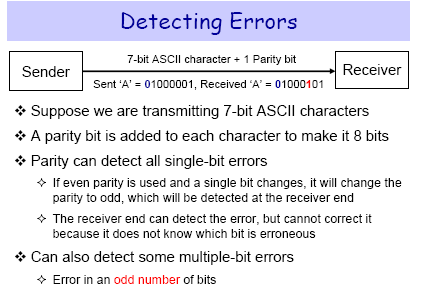 Detecting Errors
7-bit ASCII character + 1 Parity bit
Sender
Receiver
Sent ‘A’ = 01000001, Received ‘A’ = 01000101
❖ Suppose we are transmitting 7-bit ASCII characters
❖ A parity bit is added to each character to make it 8 bits
❖ Parity can detect all single-bit errors
✧ If even parity is used and a single bit changes, it will change the
parity to odd, which will be detected at the receiver end
✧ The receiver end can detect the error, but cannot correct it
because it does not know which bit is erroneous
❖ Can also detect some multiple-bit errors
✧ Error in an odd number of bits